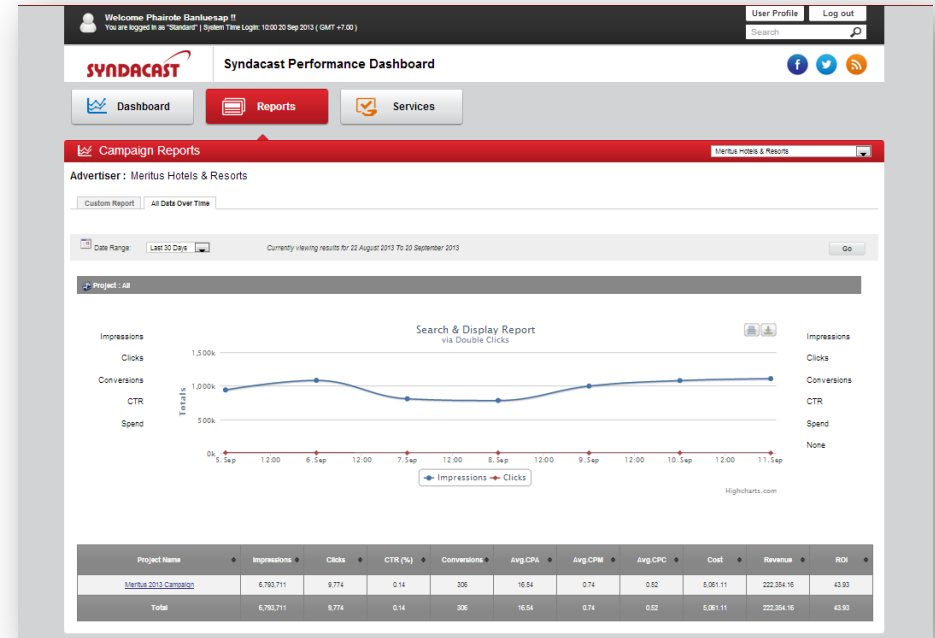 Welcome Phairote Banluesap !!
User Profile Log out
You are logged in as "Standard" | System Time Login: 10:00 20 Sep 2013 ( GMT +7.00 )
Search
SYNDACAST
Syndacast Performance Dashboard
Dashboard Reports Services
Campaign Reports
Meritus Hotels & Resorts
Advertiser : Meritus Hotels & Resorts
Custom Report All Data Over Time
Date Range: Last 30 Days Currently viewing results for 22 August 2013 To 20 September 2013 Go
Project : All
Search & Display Report
via Double Clicks
Impressions
Clicks
Conversions
CTR
Spend
1,500k
1,000k
500k
0k
Totals
5. Sep 12:00 6. Sep 12:00 7. Sep 12:00 8. Sep 12:00 9. Sep 12:00 10. Sep 12:00 11. Sep
Impressions Clicks
Highcharts.com
Impressions
Clicks
Conversions
CTR
Spend
None
Project Name Impressions Clicks CTR (%) Conversions Avg.CPA Avg.CPM Avg.CPC Cost Revenue ROI
Meritus 2013 Campaign 6,793,711 9,774 0.14 306 16.54 0.74 0.52 5,061.11 222,354.16 43.93
Total 6,793,711 9,774 0.14 306 16.54 0.74 0.52 5,061.11 222,354.16 43.93